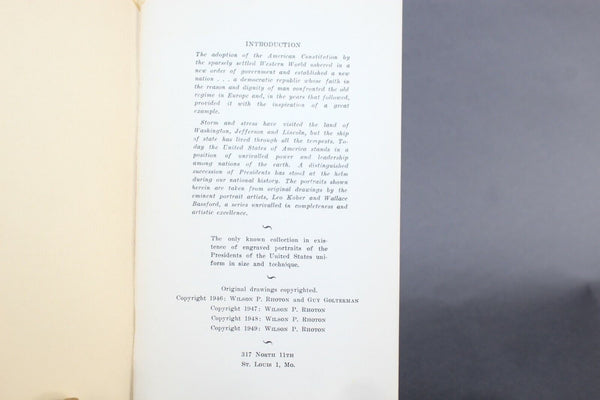 INTRODUCTION
The adoption of the American Constitution by
the sparsely settled Western World ushered in a
new order of government and established a new
nation . . . a democratic republic whose faith in
the reason and dignity of man confronted the old
regime in Europe and, in the years that followed,
provided it with the inspiration of a great
example.
Storm and stress have visited the land of
Washington, Jefferson and Lincoln, but the ship
of state has lived through all the tempests. To-
day the United States of America stands in a
position of unrivalled power and leadership
among nations of the earth. A distinguished
succession of Presidents has stood at the helm
during our national history. The portraits shown
herein are taken from original drawings by the
eminent portrait artists, Leo Kober and Wallace
Bassford, a series unrivalled in completeness and
artistic excellence.
The only known collection in exis-
tence of engraved portraits of the
Presidents of the United States uni-
form in size and technique.
Original drawings copyrighted.
Copyright 1946: WILSON P. RHOTON and GUY GOLTERMAN
Copyright 1947: WILSON P. RHOTON
Copyright 1948: WILSON P. RHOTON
Copyright 1949: WILSON P. RHOTON
317 NORTH 11TH
ST. LOUIS 1, MO.